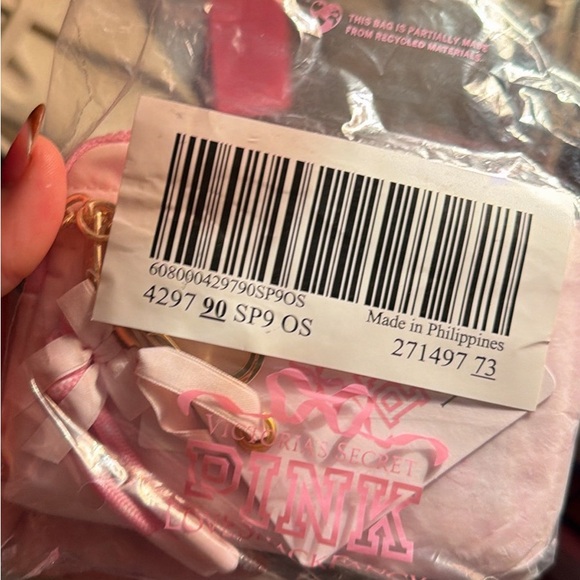 THIS BAG IS PARTIALLY MADE
FROM RECYCLED MATERIALS.
608000429790SP9OS
4297 90 SP9 OS
Made in Philippines
271497 73
VICTORIA'S SECRET
PINK